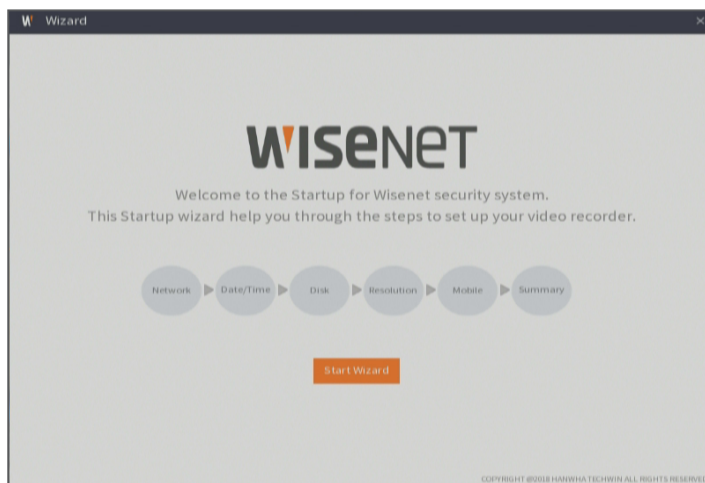 Wizard
WISENET
Welcome to the Startup for Wisenet security system.
This Startup wizard help you through the steps to set up your video recorder.
Network Date/Time Disk Resolution Mobile Summary
Start Wizard
COPYRIGHT @2018 HANWHA TECHWIN ALL RIGHTS RESERVED